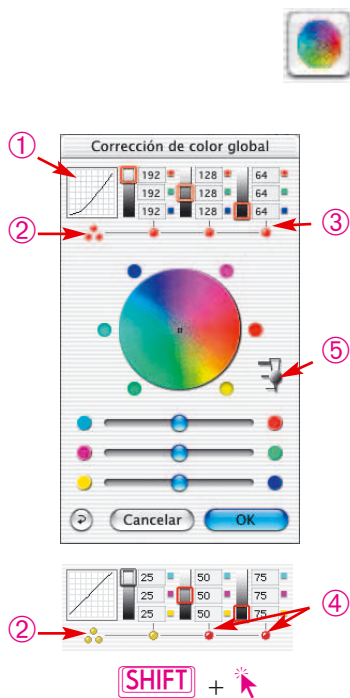 Corrección de color global
①
192 128 64
192 128 64
192 128 64
②
③
⑤
Cancelar OK
25 50 75
25 50 75
25 50 75
②
④
SHIFT +